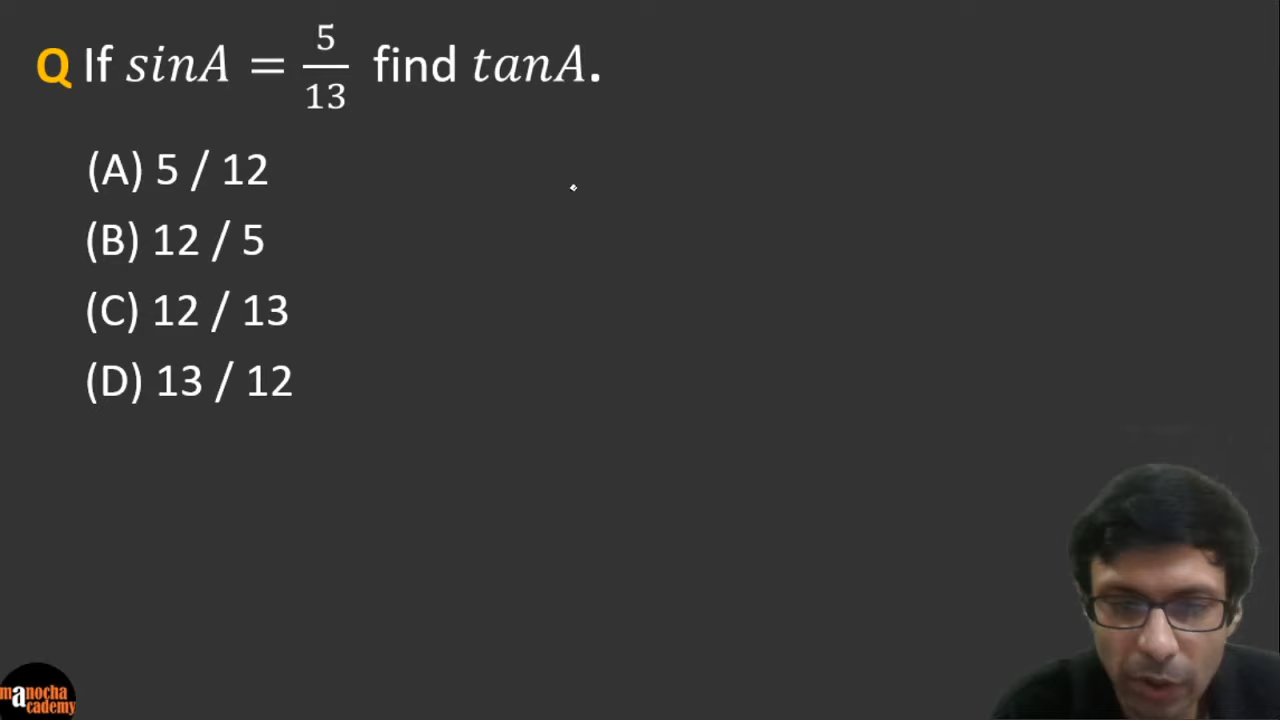 Q If sinA = 5/13 find tanA.
(A) 5 / 12
(B) 12 / 5
(C) 12 / 13
(D) 13 / 12
manocha
academy